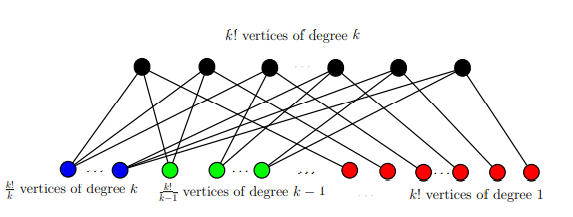 k! vertices of degree k
. . .
. . . . . . . . .
k!/k vertices of degree k k!/(k−1) vertices of degree k − 1 . . . k! vertices of degree 1